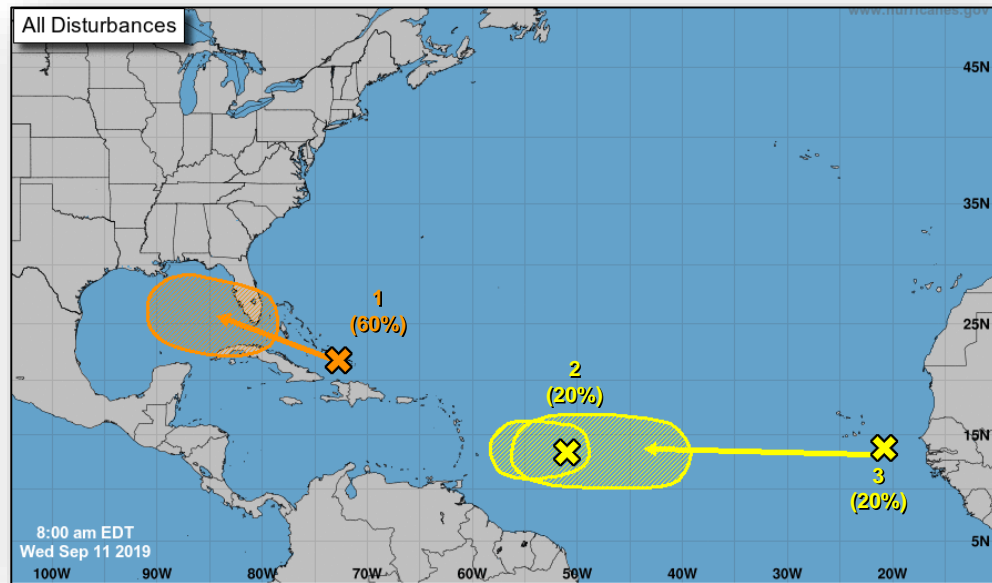 All Disturbances
www.hurricanes.gov
45N
35N
1
(60%)
25N
2
(20%)
15N
3
(20%)
8:00 am EDT
Wed Sep 11 2019
5N
100W 90W 80W 70W 60W 50W 40W 30W 20W